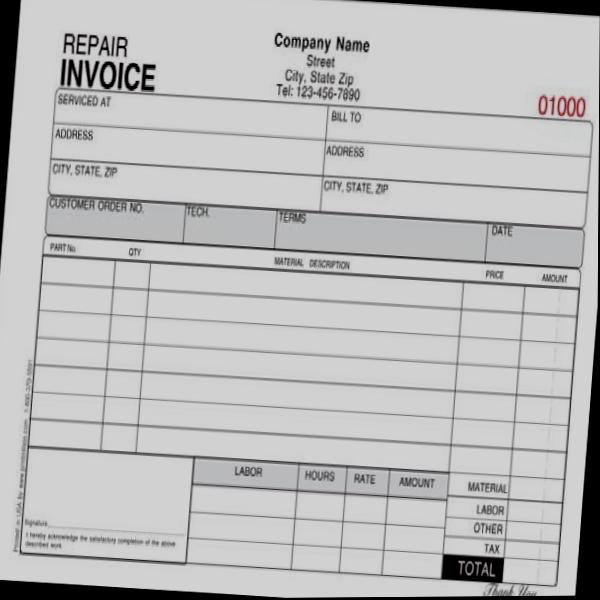 REPAIR
INVOICE
Company Name
Street
City, State Zip
Tel: 123-456-7890
01000
SERVICED AT
BILL TO
ADDRESS
ADDRESS
CITY, STATE, ZIP
CITY, STATE, ZIP
CUSTOMER ORDER NO.
TECH.
TERMS
DATE
PART No.
QTY
MATERIAL DESCRIPTION
PRICE
AMOUNT
LABOR
HOURS
RATE
AMOUNT
MATERIAL
LABOR
OTHER
TAX
TOTAL
Signature
I hereby acknowledge the satisfactory completion of the above
described work.
Thank You
Printed in USA by